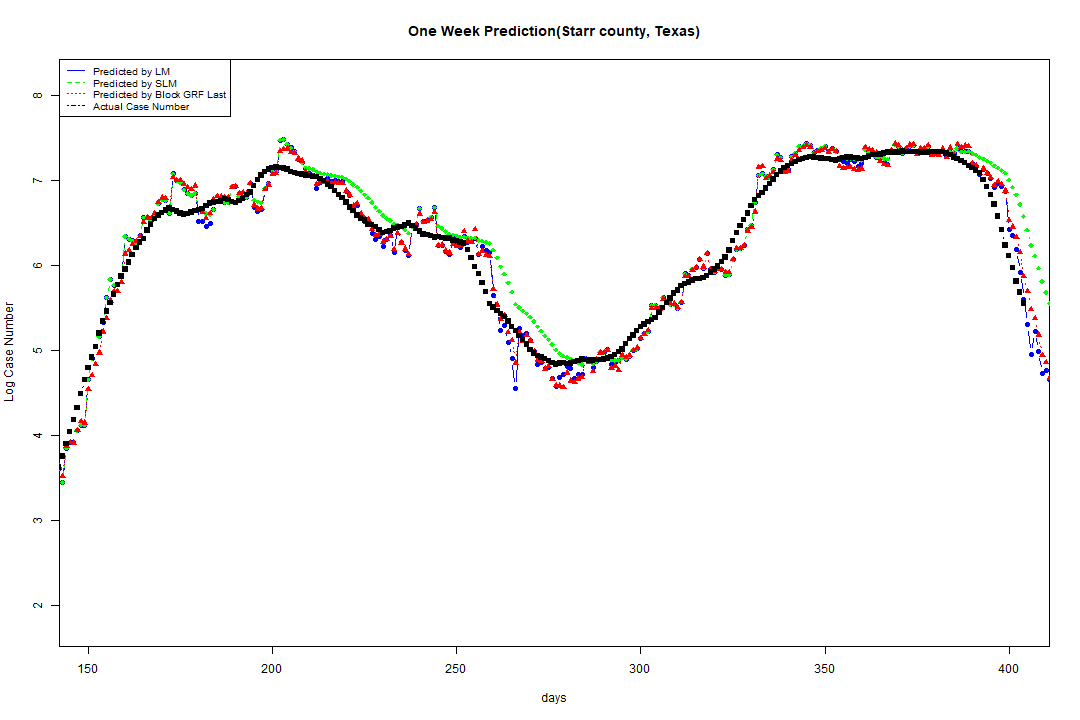 One Week Prediction(Starr county, Texas)
Predicted by LM
Predicted by SLM
Predicted by Block GRF Last
Actual Case Number
8
7
6
5
4
3
2
Log Case Number
150 200 250 300 350 400
days